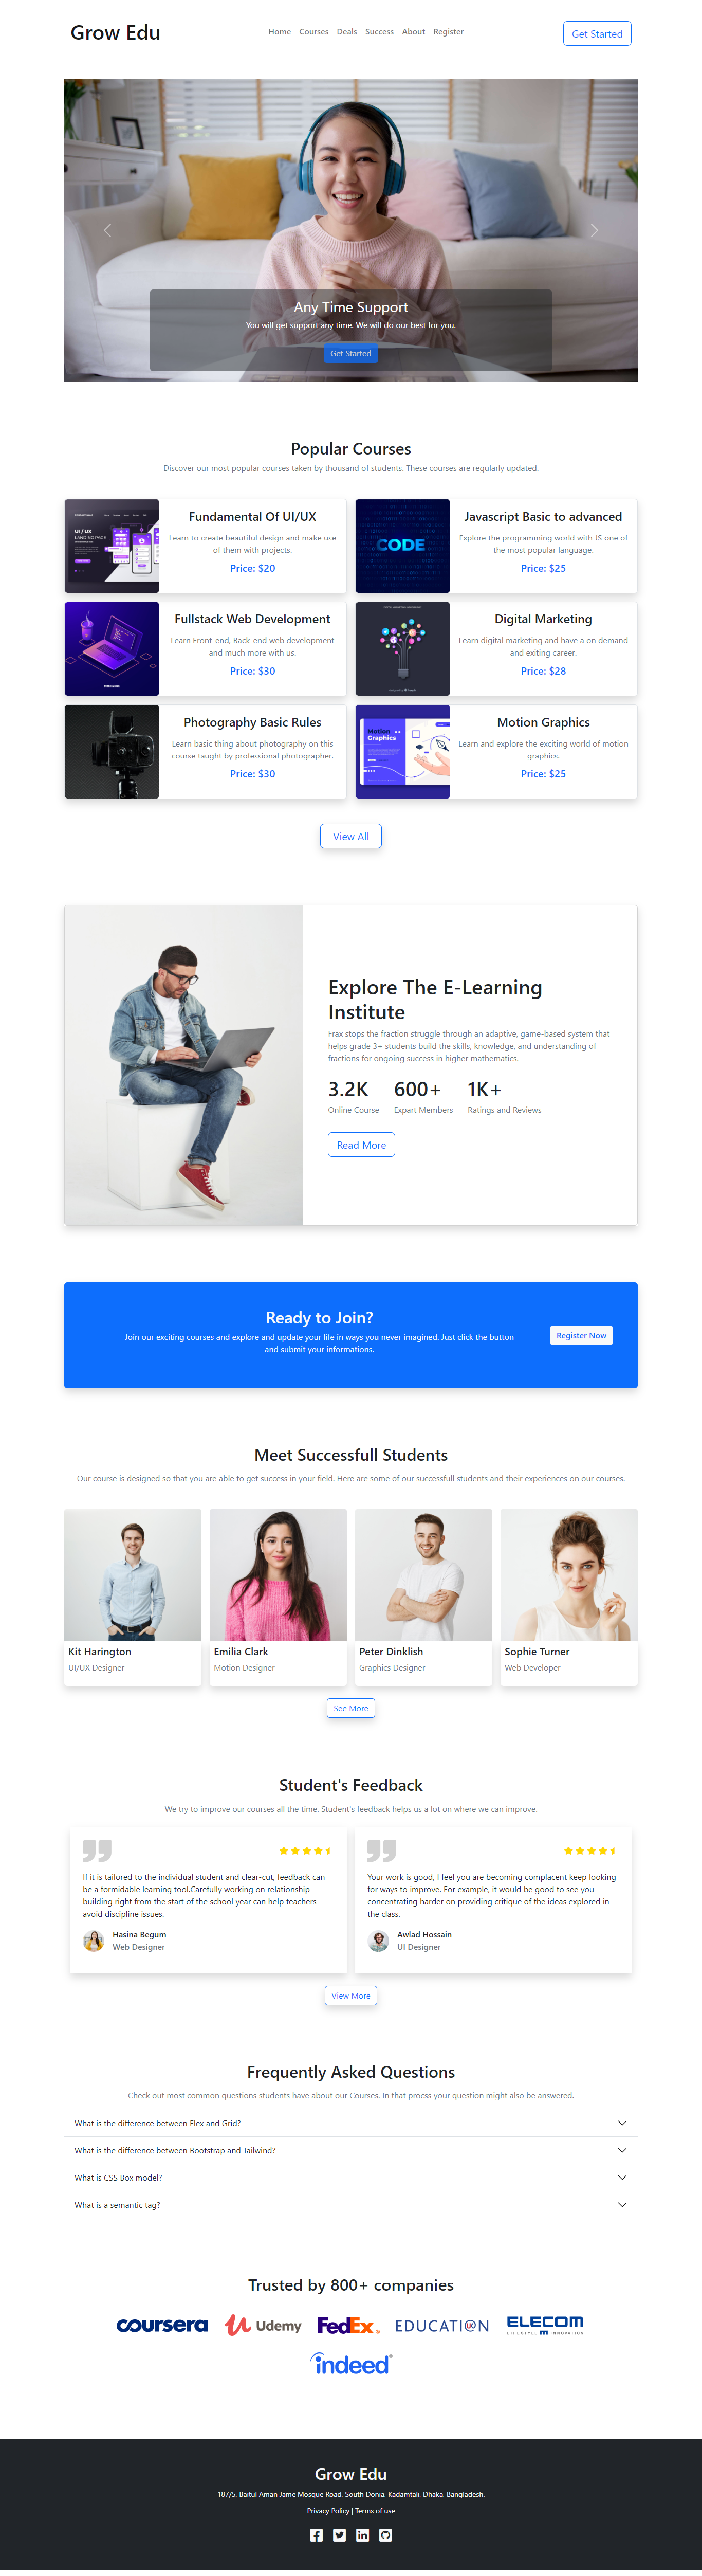 Grow Edu
Home Courses Deals Success About Register
Get Started
Any Time Support
You will get support any time. We will do our best for you.
Get Started
Popular Courses
Discover our most popular courses taken by thousand of students. These courses are regularly updated.
UI / UX
LANDING PAGE
Fundamental Of UI/UX
Learn to create beautiful design and make use
of them with projects.
Price: $20
CODE
Javascript Basic to advanced
Explore the programming world with JS one of
the most popular language.
Price: $25
Fullstack Web Development
Learn Front-end, Back-end web development
and much more with us.
Price: $30
Digital Marketing
Learn digital marketing and have a on demand
and exiting career.
Price: $28
Photography Basic Rules
Learn basic thing about photography on this
course taught by professional photographer.
Price: $30
Motion
Graphics
Motion Graphics
Learn and explore the exciting world of motion
graphics.
Price: $25
View All
Explore The E-Learning
Institute
Frax stops the fraction struggle through an adaptive, game-based system that
helps grade 3+ students build the skills, knowledge, and understanding of
fractions for ongoing success in higher mathematics.
3.2K 600+ 1K+
Online Course Expart Members Ratings and Reviews
Read More
Ready to Join?
Join our exciting courses and explore and update your life in ways you never imagined. Just click the button
and submit your informations.
Register Now
Meet Successfull Students
Our course is designed so that you are able to get success in your field. Here are some of our successfull students and their experiences on our courses.
Kit Harington
UI/UX Designer
Emilia Clark
Motion Designer
Peter Dinklish
Graphics Designer
Sophie Turner
Web Developer
See More
Student's Feedback
We try to improve our courses all the time. Student's feedback helps us a lot on where we can improve.
If it is tailored to the individual student and clear-cut, feedback can
be a formidable learning tool.Carefully working on relationship
building right from the start of the school year can help teachers
avoid discipline issues.
Hasina Begum
Web Designer
Your work is good, I feel you are becoming complacent keep looking
for ways to improve. For example, it would be good to see you
concentrating harder on providing critique of the ideas explored in
the class.
Awlad Hossain
UI Designer
View More
Frequently Asked Questions
Check out most common questions students have about our Courses. In that procss your question might also be answered.
What is the difference between Flex and Grid?
What is the difference between Bootstrap and Tailwind?
What is CSS Box model?
What is a semantic tag?
Trusted by 800+ companies
coursera Udemy FedEx EDUCATION UK ELECOM
LIFESTYLE INNOVATION
indeed
Grow Edu
187/5, Baitul Aman Jame Mosque Road, South Donia, Kadamtali, Dhaka, Bangladesh.
Privacy Policy | Terms of use